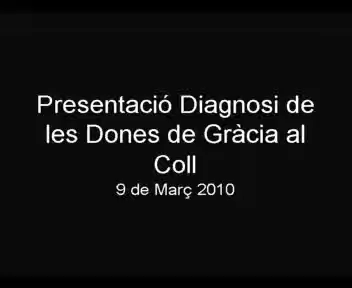 Presentació Diagnosi de
les Dones de Gràcia al
Coll
9 de Març 2010